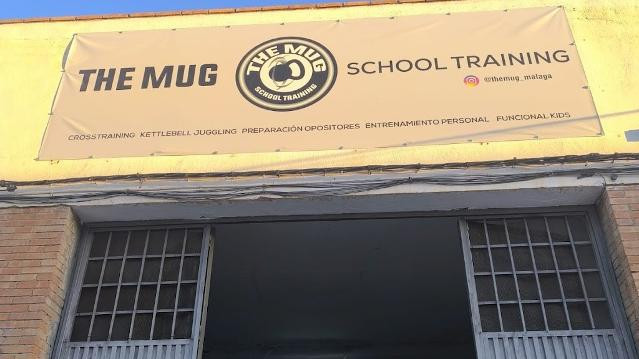 THE MUG
THE MUG
SCHOOL TRAINING
SCHOOL TRAINING
@themug_malaga
CROSSTRAINING KETTLEBELL JUGGLING PREPARACIÓN OPOSITORES ENTRENAMIENTO PERSONAL FUNCIONAL KIDS